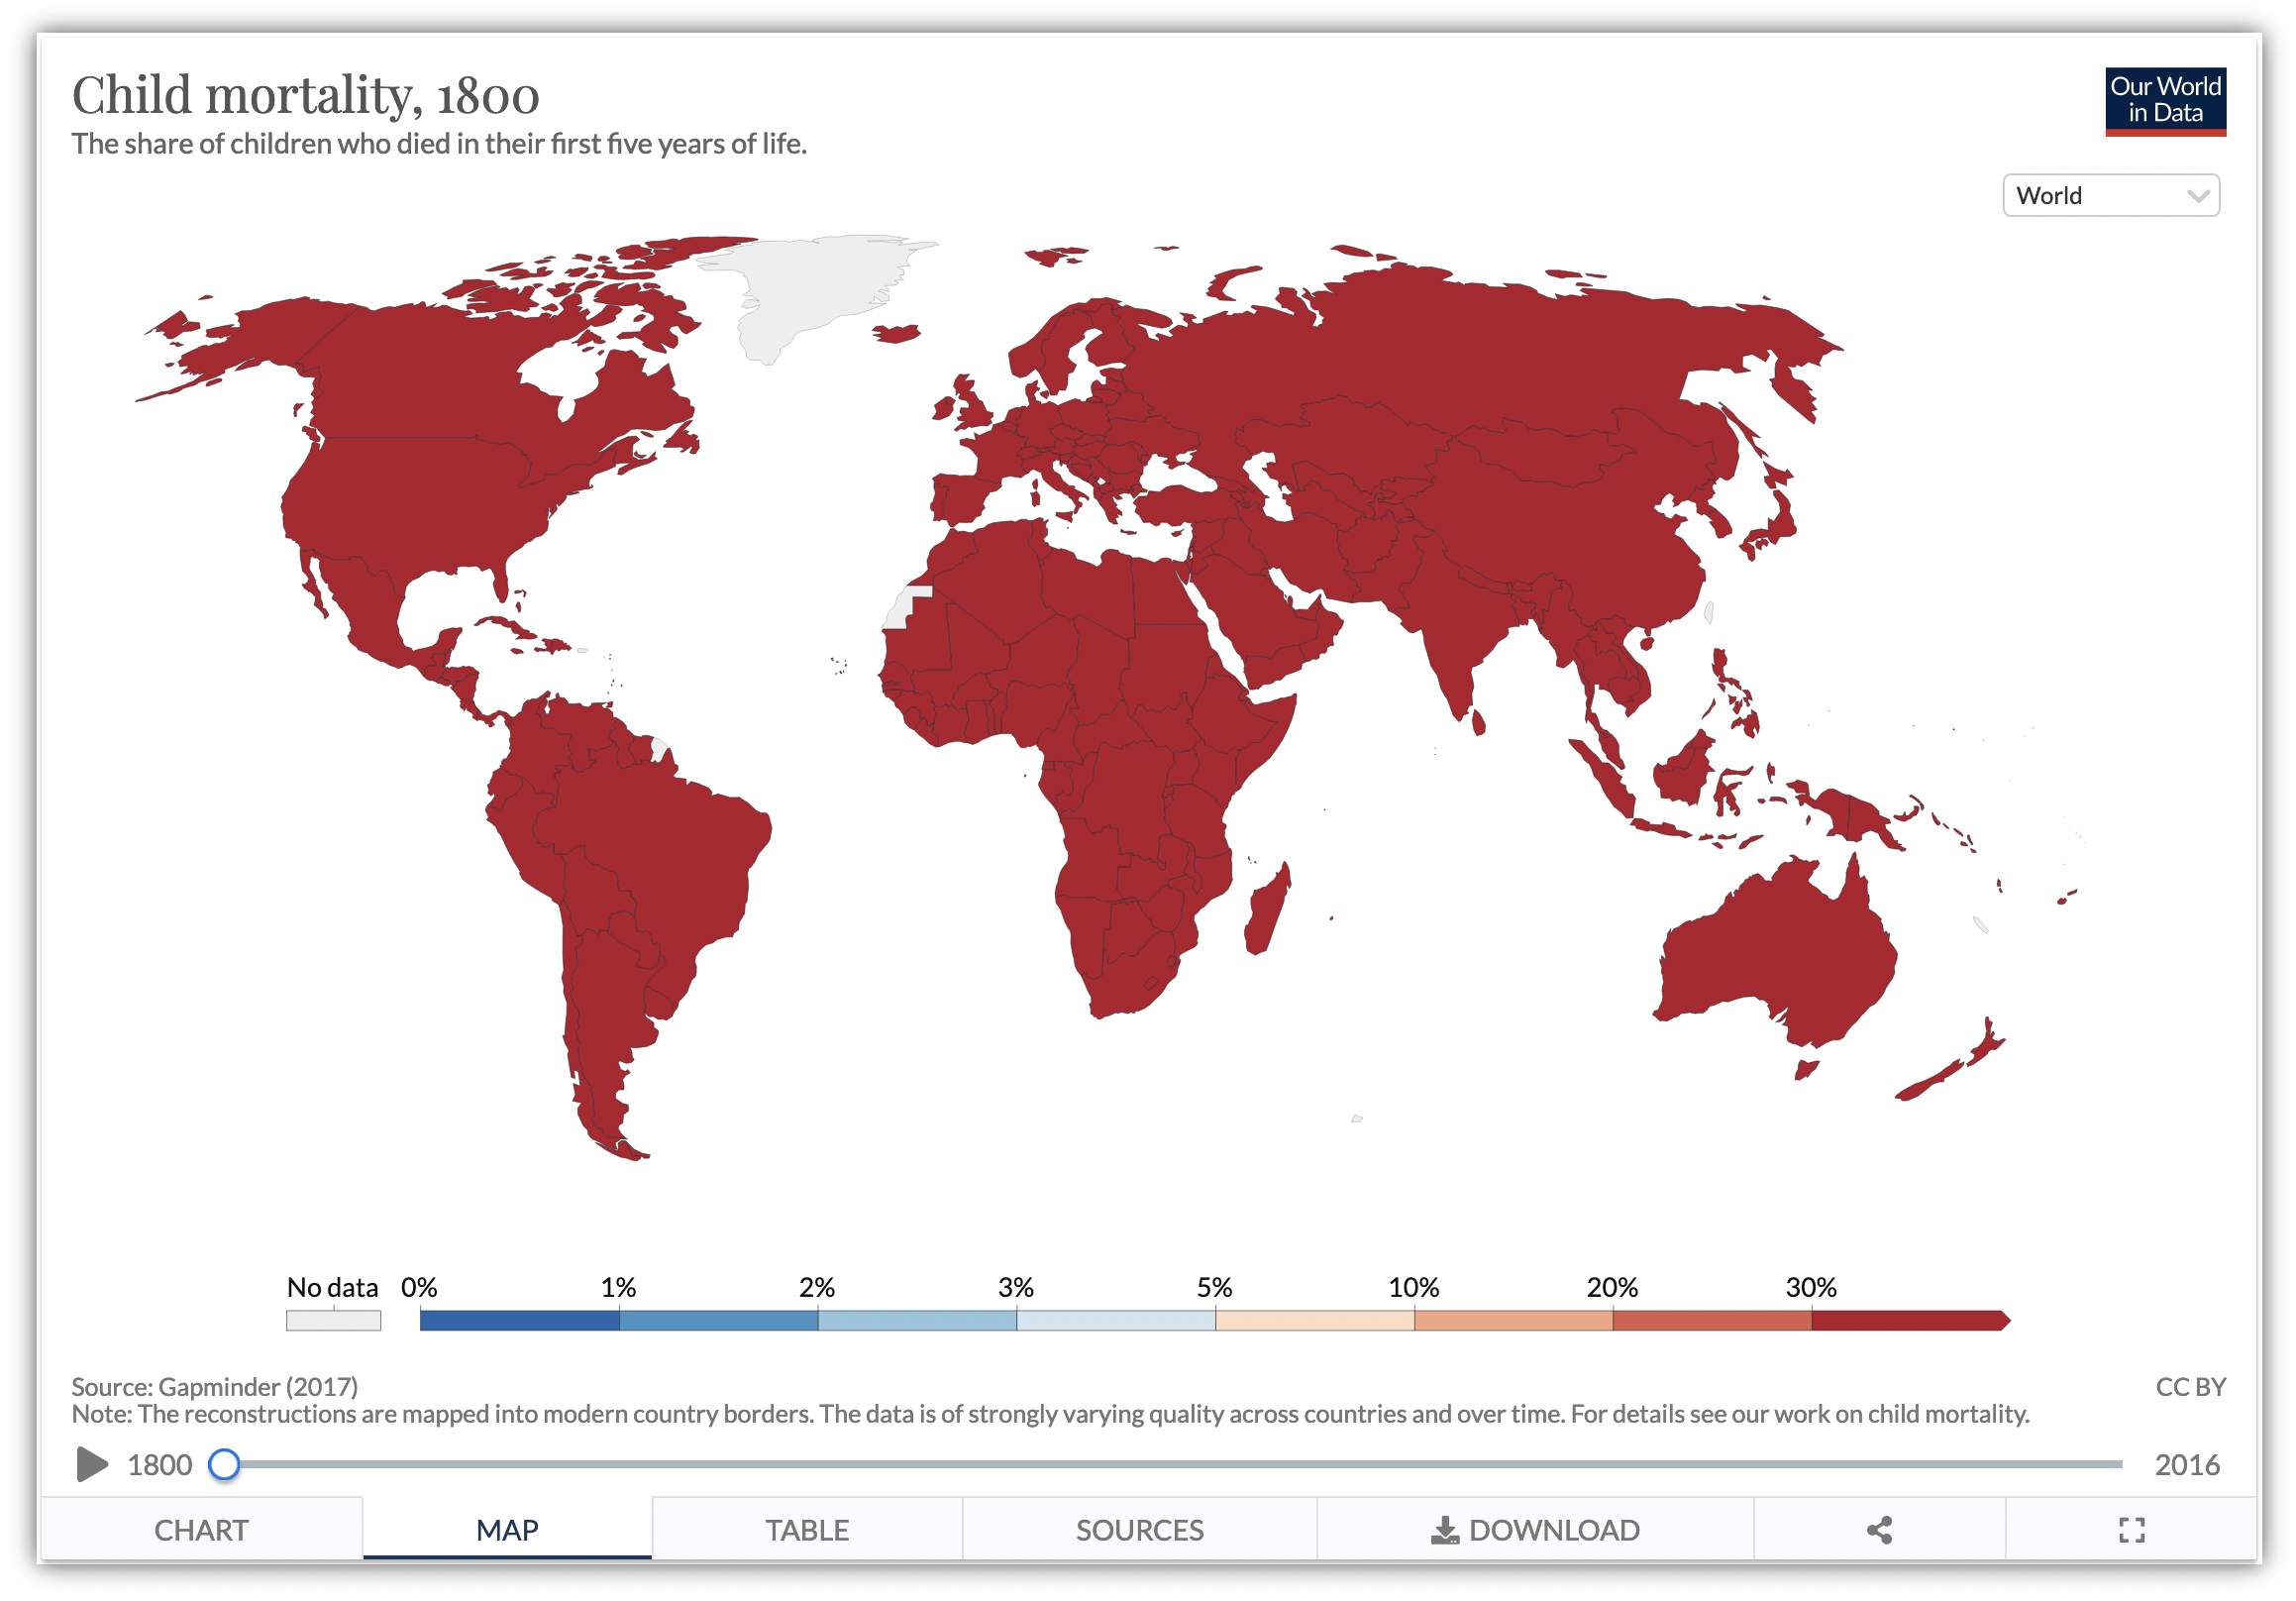 Child mortality, 1800
The share of children who died in their first five years of life.
Our World
in Data
World
No data 0% 1% 2% 3% 5% 10% 20% 30%
Source: Gapminder (2017)
CC BY
Note: The reconstructions are mapped into modern country borders. The data is of strongly varying quality across countries and over time. For details see our work on child mortality.
1800 2016
CHART MAP TABLE SOURCES DOWNLOAD